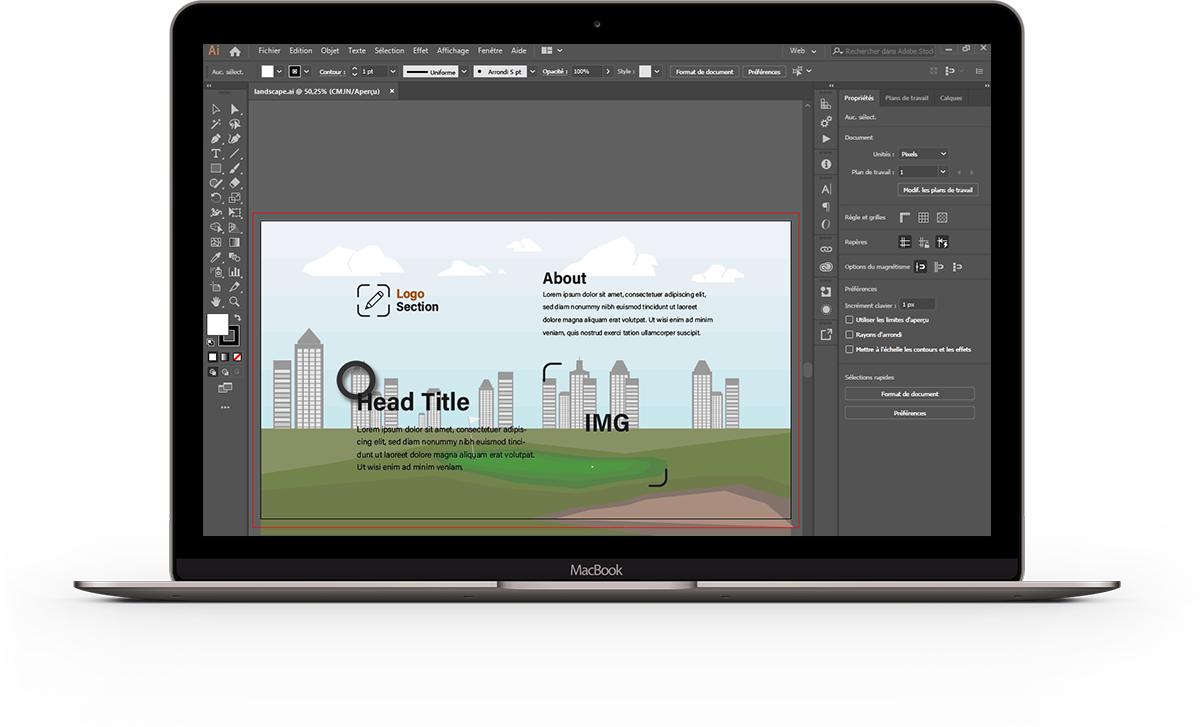 Ai Fichier Edition Objet Texte Sélection Effet Affichage Fenêtre Aide Web Rechercher dans Adobe Stock
Auc. sélect. Contour : 1 pt Uniforme Arrondi 5 pt Opacité : 100% Style : Format de document Préférences
landscape.ai @ 50,25% (CMJN/Aperçu) ×
Propriétés Plans de travail Calques
Auc. sélect.
Document
Unités : Pixels
Plan de travail : 1
Modif. les plans de travail
Règle et grilles
Repères
Options du magnétisme
Préférences
Incrément clavier : 1 px
Utiliser les limites d'aperçu
Rayons d'arrondi
Mettre à l'échelle les contours et les effets
Sélections rapides
Format de document
Préférences
Logo
Section
About
Lorem ipsum dolor sit amet, consectetuer adipiscing elit,
sed diam nonummy nibh euismod tincidunt ut laoreet
dolore magna aliquam erat volutpat. Ut wisi enim ad minim
veniam, quis nostrud exerci tation ullamcorper suscipit.
Head Title
Lorem ipsum dolor sit amet, consectetuer adipis-
cing elit, sed diam nonummy nibh euismod tinci-
dunt ut laoreet dolore magna aliquam erat volutpat.
Ut wisi enim ad minim veniam.
IMG
MacBook